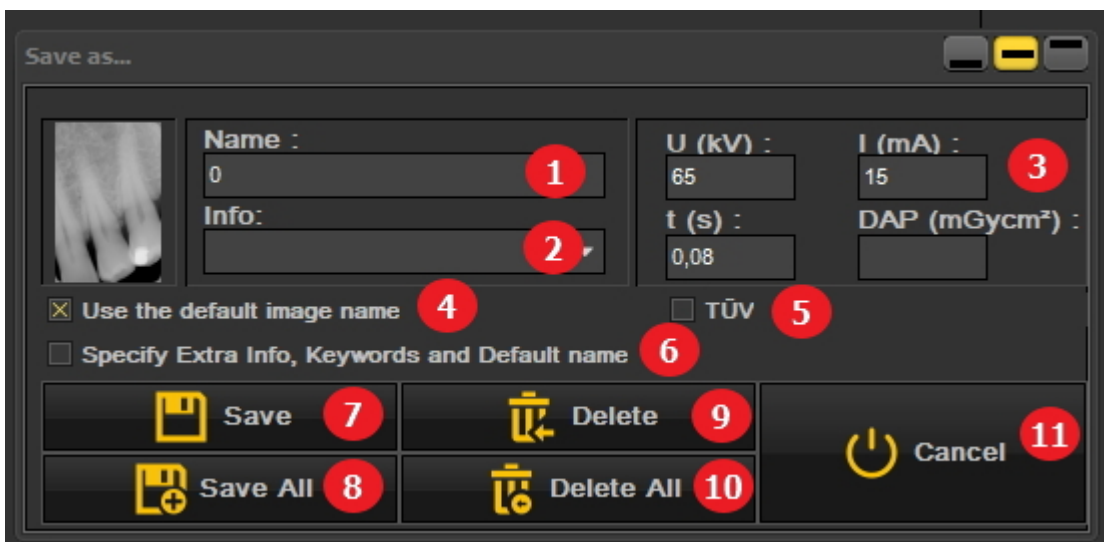 Save as...
Name :
0
1
Info:
2
U (kV) :
I (mA) :
3
65
15
t (s) :
DAP (mGycm²) :
0,08
Use the default image name
4
TÜV
5
Specify Extra Info, Keywords and Default name
6
Save
7
Delete
9
Cancel
11
Save All
8
Delete All
10